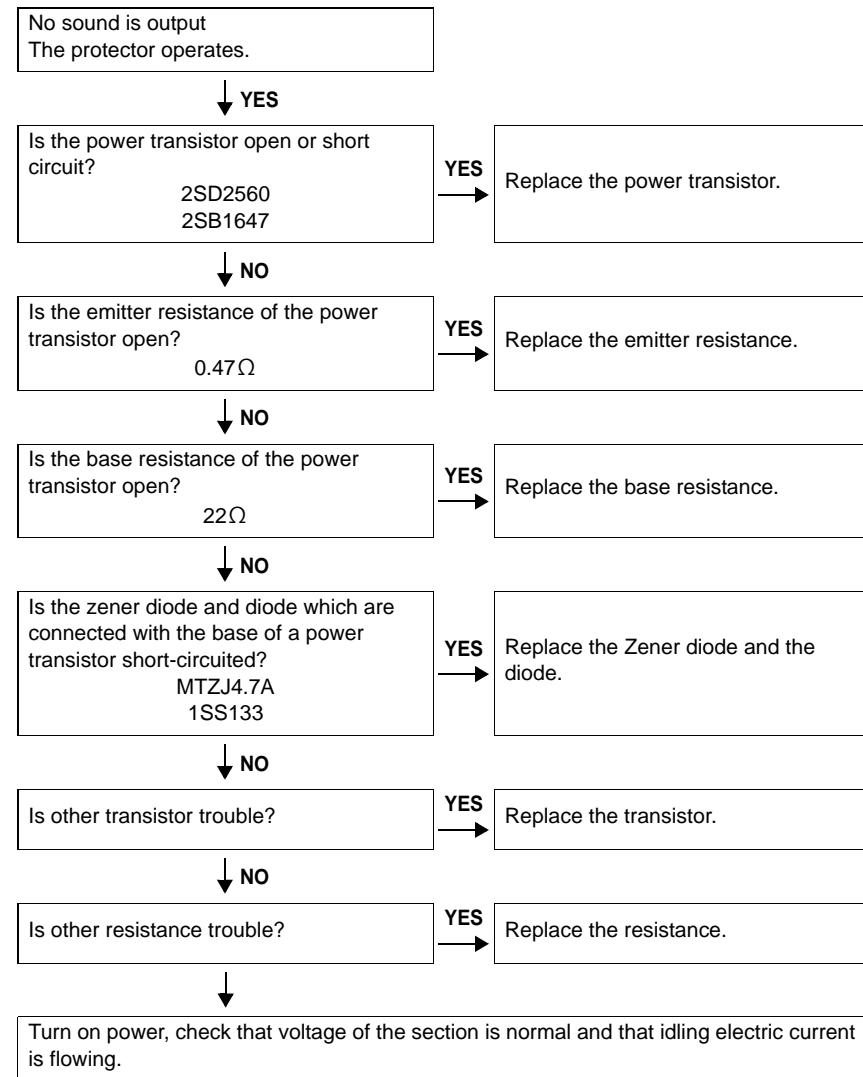 No sound is output
The protector operates.
YES
Is the power transistor open or short
circuit?
2SD2560
2SB1647
YES
Replace the power transistor.
NO
Is the emitter resistance of the power
transistor open?
0.47Ω
YES
Replace the emitter resistance.
NO
Is the base resistance of the power
transistor open?
22Ω
YES
Replace the base resistance.
NO
Is the zener diode and diode which are
connected with the base of a power
transistor short-circuited?
MTZJ4.7A
1SS133
YES
Replace the Zener diode and the
diode.
NO
Is other transistor trouble?
YES
Replace the transistor.
NO
Is other resistance trouble?
YES
Replace the resistance.
Turn on power, check that voltage of the section is normal and that idling electric current
is flowing.